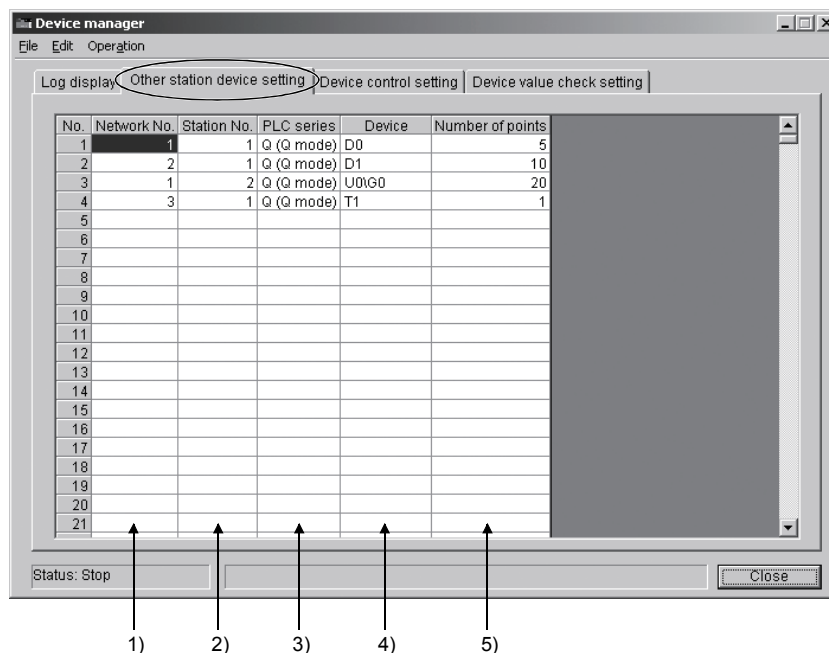 Device manager
File Edit Operation
Log display Other station device setting Device control setting Device value check setting
No. Network No. Station No. PLC series Device Number of points
1 1 1 Q (Q mode) D0 5
2 2 1 Q (Q mode) D1 10
3 1 2 Q (Q mode) U0\G0 20
4 3 1 Q (Q mode) T1 1
5
6
7
8
9
10
11
12
13
14
15
16
17
18
19
20
21
Status: Stop Close
1) 2) 3) 4) 5)